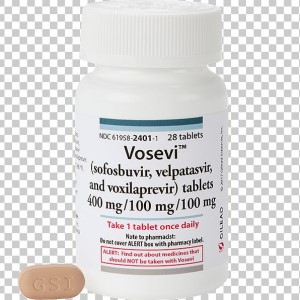 NDC 61958-2401-1 28 tablets
Vosevi™
(sofosbuvir, velpatasvir,
and voxilaprevir) tablets
400 mg/100 mg/100 mg
Take 1 tablet once daily
Note to pharmacist:
Do not cover ALERT box with pharmacy label.
ALERT: Find out about medicines that
should NOT be taken with Vosevi
GILEAD
GSI